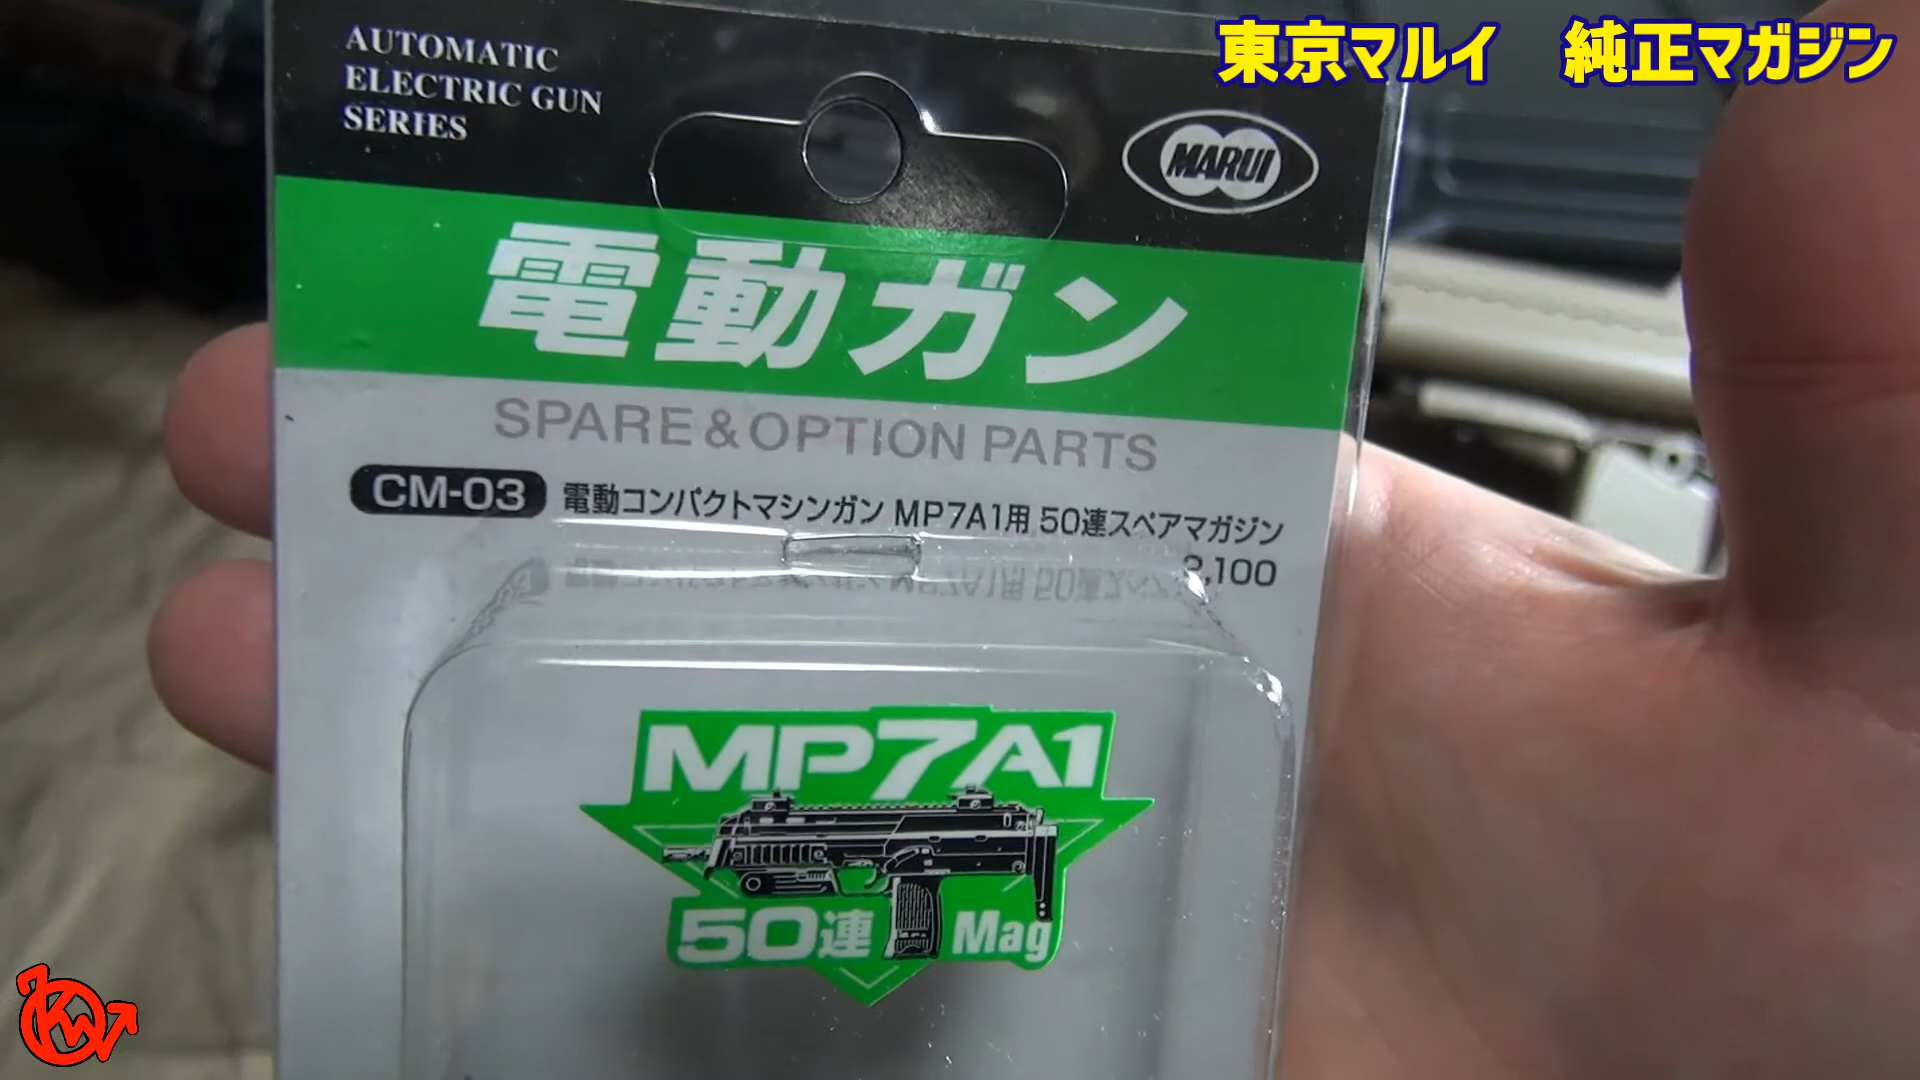 東京マルイ　純正マガジン
AUTOMATIC
ELECTRIC GUN
SERIES
MARUI
電動ガン
SPARE & OPTION PARTS
CM-03 電動コンパクトマシンガン MP7A1用 50連スペアマガジン
2,100
MP7A1
50連 Mag
KW